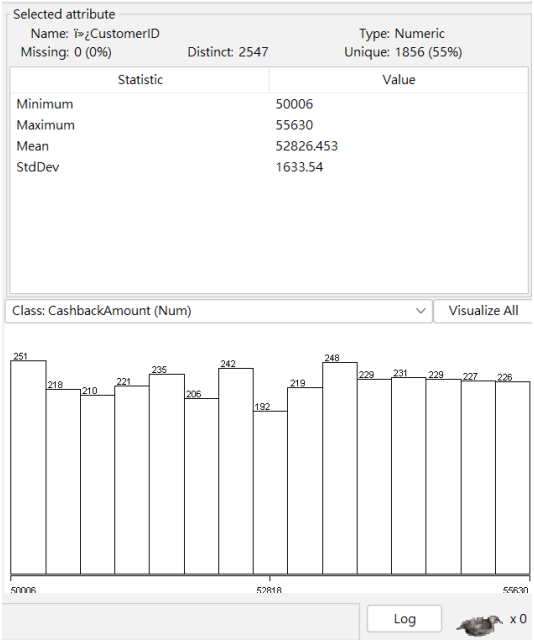 Selected attribute
Name: ï»¿CustomerID Type: Numeric
Missing: 0 (0%) Distinct: 2547 Unique: 1856 (55%)
Statistic Value
Minimum 50006
Maximum 55630
Mean 52826.453
StdDev 1633.54
Class: CashbackAmount (Num) Visualize All
251 218 210 221 235 206 242 192 219 248 229 231 229 227 226
50006 52818 55630
Log x 0